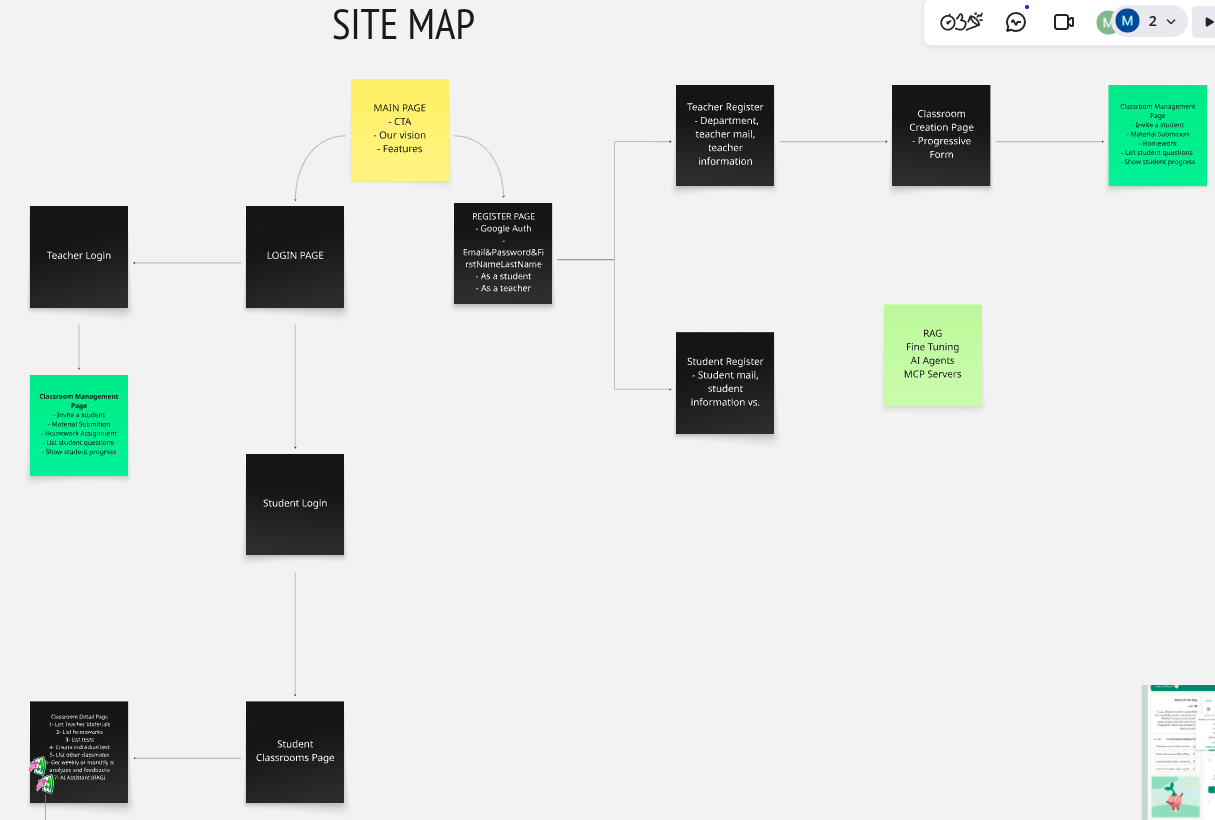 SITE MAP
2
MAIN PAGE
- CTA
- Our vision
- Features
Teacher Register
- Department,
teacher mail,
teacher
information
Classroom
Creation Page
- Progressive
Form
Classroom Management
Page
- Invite a student
- Material Submition
- Homework
- List student questions
- Show student progress
Teacher Login
LOGIN PAGE
REGISTER PAGE
- Google Auth
-
Email&Password&Fi
rstNameLastName
- As a student
- As a teacher
RAG
Fine Tuning
AI Agents
MCP Servers
Student Register
- Student mail,
student
information vs.
Classroom Management
Page
- Invite a student
- Material Submition
- Homework Assignment
- List student questions
- Show student progress
Student Login
Classroom Detail Page
1- List Teacher Materials
2- List homeworks
3- List tests
4- Create individual test
5- List other classmates
- Get weekly or monthly ai
analyzes and feedbacks
7- AI Assistant (RAG)
Student
Classrooms Page
M